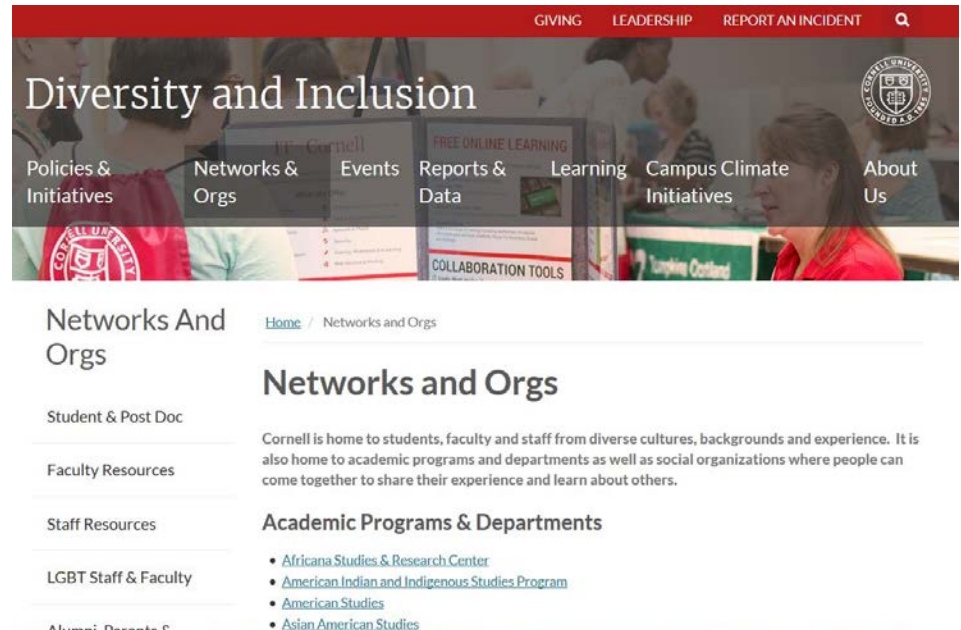 GIVING LEADERSHIP REPORT AN INCIDENT
Diversity and Inclusion
Policies & Initiatives
Networks & Orgs
Events
Reports & Data
Learning
Campus Climate Initiatives
About Us
FREE ONLINE LEARNING
COLLABORATION TOOLS
Networks And
Orgs
Student & Post Doc
Faculty Resources
Staff Resources
LGBT Staff & Faculty
Home / Networks and Orgs
Networks and Orgs
Cornell is home to students, faculty and staff from diverse cultures, backgrounds and experience. It is
also home to academic programs and departments as well as social organizations where people can
come together to share their experience and learn about others.
Academic Programs & Departments
• Africana Studies & Research Center
• American Indian and Indigenous Studies Program
• American Studies
• Asian American Studies